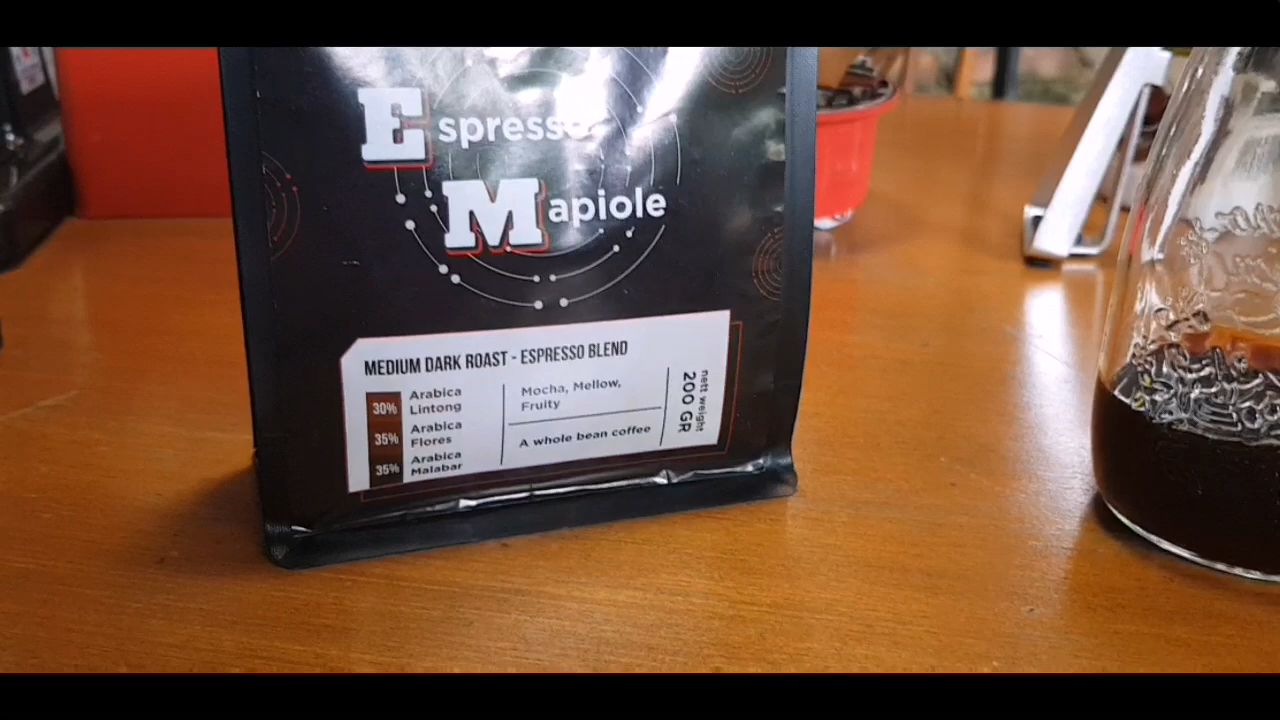 Espresso
Mapiole
MEDIUM DARK ROAST - ESPRESSO BLEND
30% Arabica Lintong
35% Arabica Flores
35% Arabica Malabar
Mocha, Mellow,
Fruity
A whole bean coffee
nett weight
200 GR